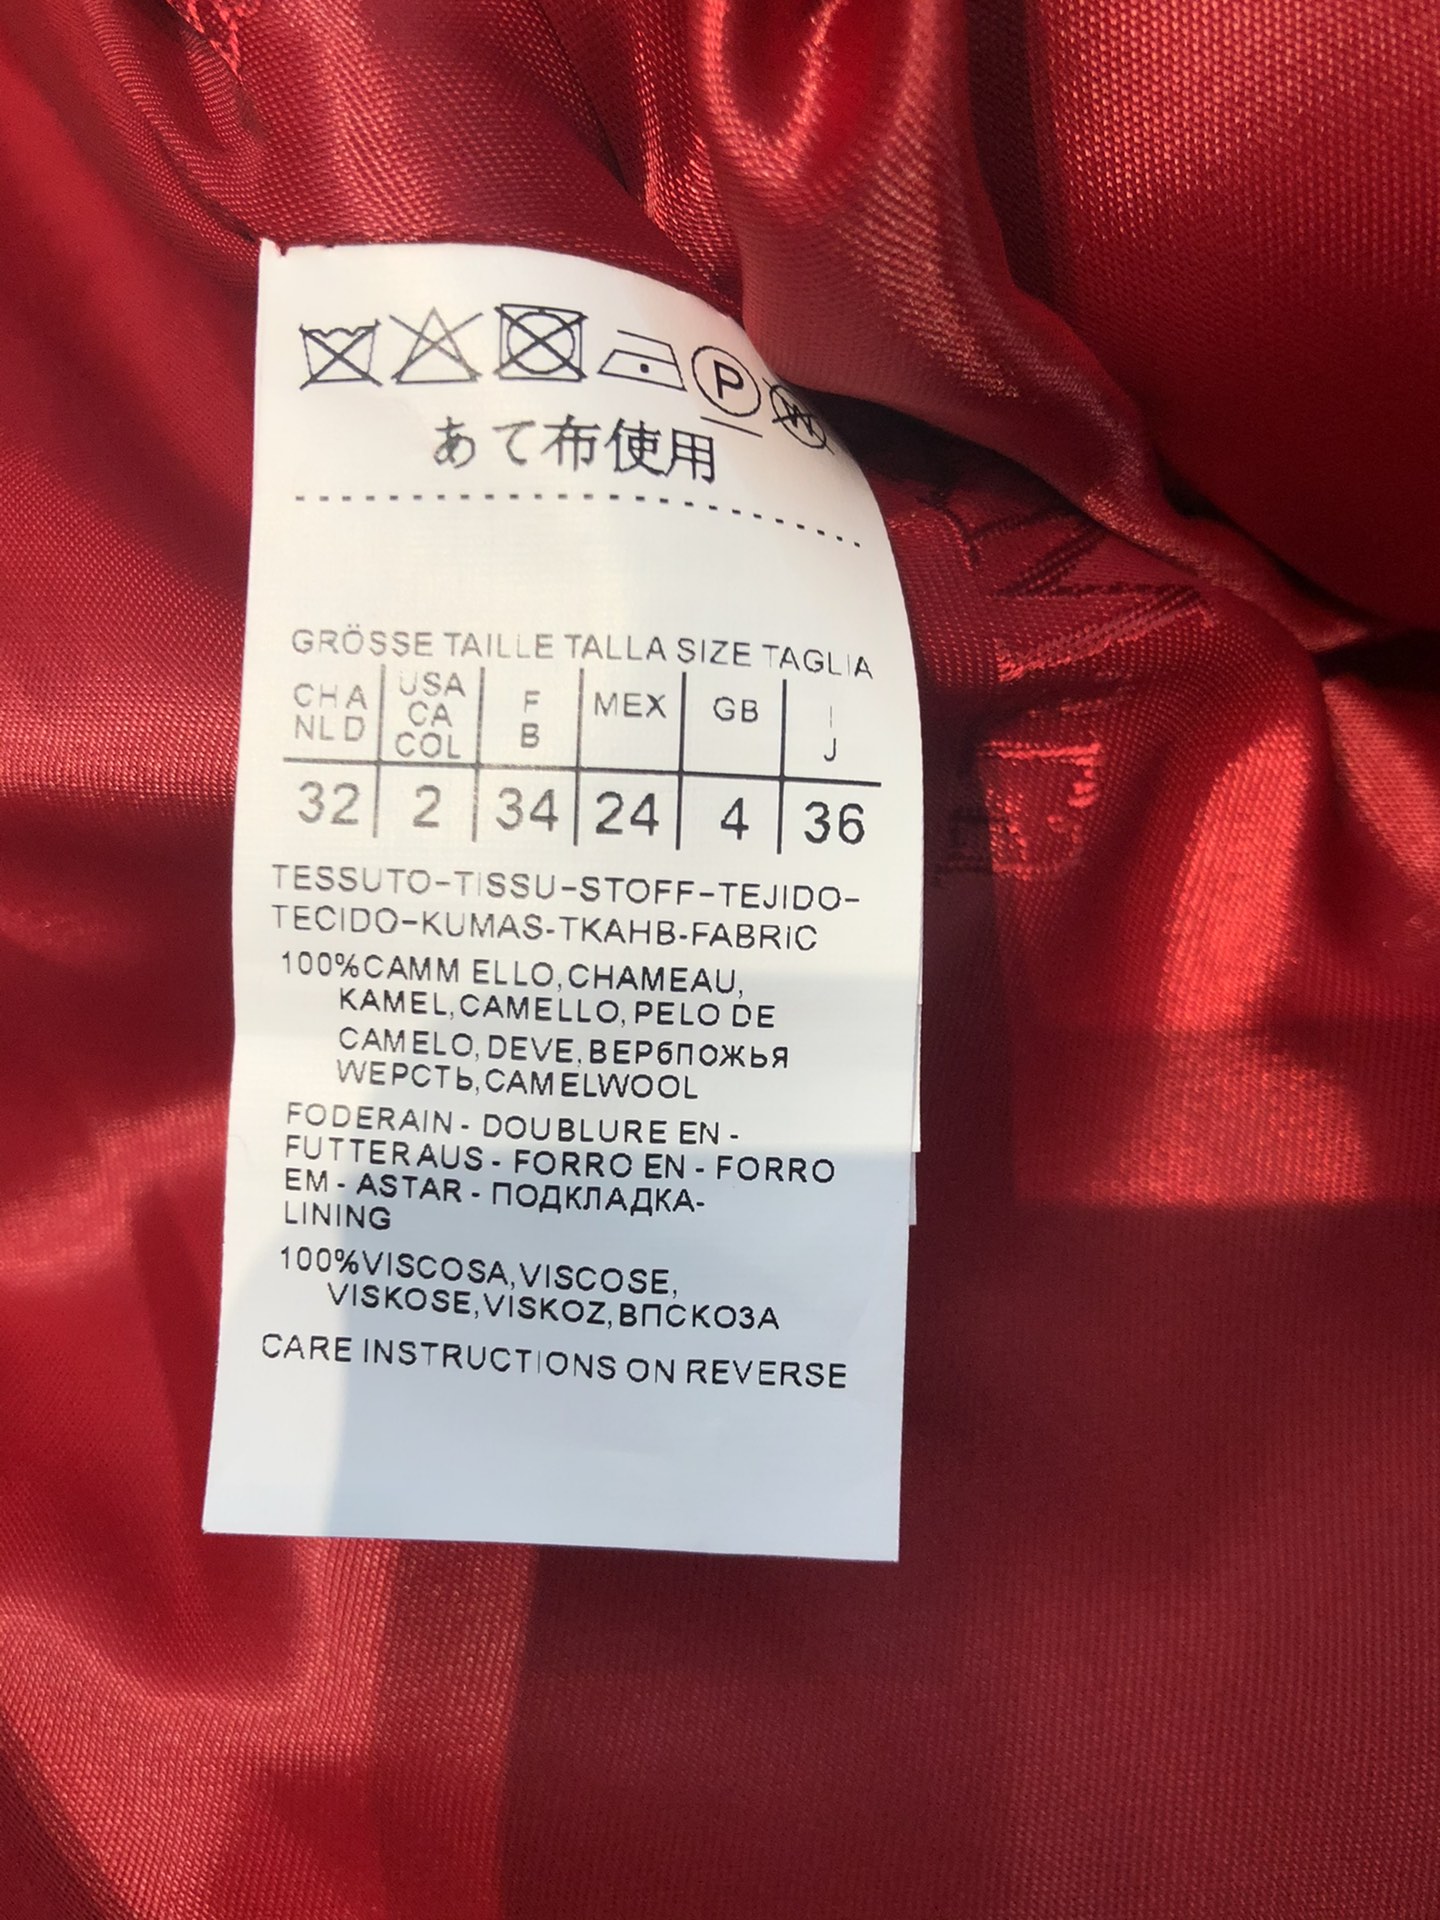 P W
あて布使用
GRÖSSE TAILLE TALLA SIZE TAGLIA
CH A NL D USA CA COL F B MEX GB I J
32 2 34 24 4 36
TESSUTO-TISSU-STOFF-TEJIDO-
TECIDO-KUMAS-TKAHB-FABRIC
100%CAMM ELLO,CHAMEAU,
KAMEL,CAMELLO,PELO DE
CAMELO,DEVE,ВЕРбПОЖЬЯ
WЕРСТЬ,CAMELWOOL
FODERAIN - DOUBLURE EN -
FUTTERAUS - FORRO EN - FORRO
EM - ASTAR - ПОДКЛАДКА-
LINING
100%VISCOSA,VISCOSE,
VISKOSE,VISKOZ,ВПСКОЗА
CARE INSTRUCTIONS ON REVERSE